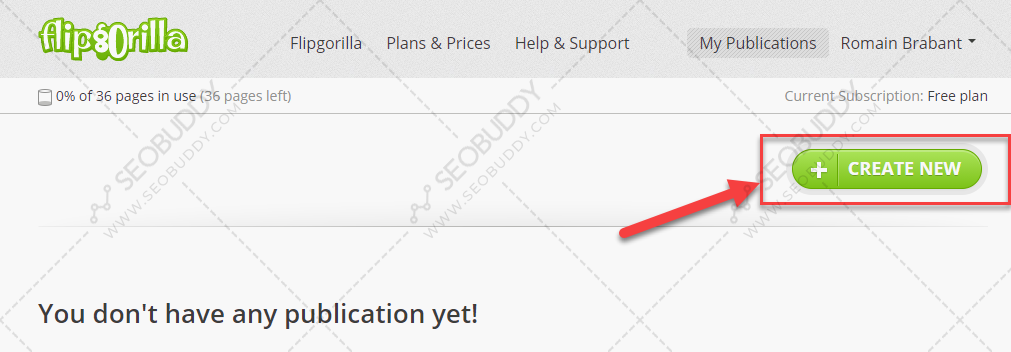 flipgorilla
Flipgorilla Plans & Prices Help & Support My Publications Romain Brabant
0% of 36 pages in use (36 pages left) Current Subscription: Free plan
SEOBUDDY
WWW.SEOBUDDY.COM
SEOBUDDY
WWW.SEOBUDDY.COM
SEOBUDDY
WWW.SEOBUDDY.COM
+ CREATE NEW
You don't have any publication yet!